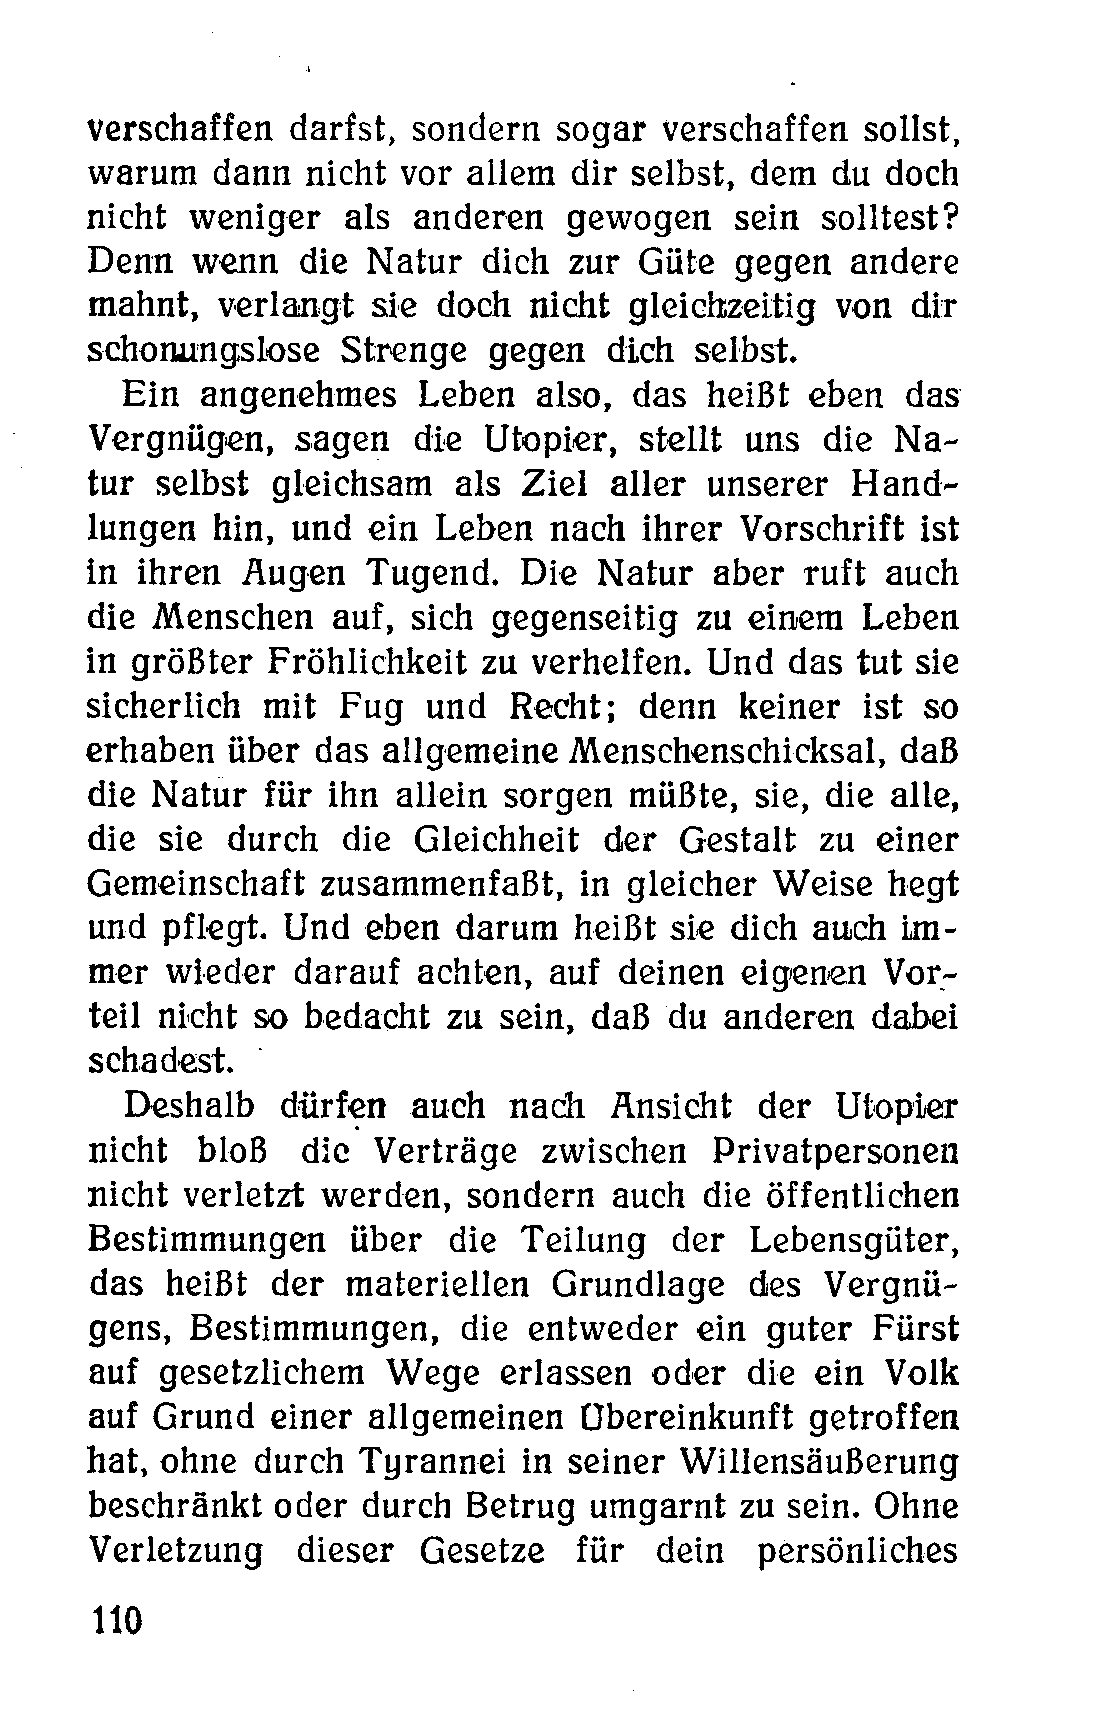 verschaffen darfst, sondern sogar verschaffen sollst,
warum dann nicht vor allem dir selbst, dem du doch
nicht weniger als anderen gewogen sein solltest?
Denn wenn die Natur dich zur Güte gegen andere
mahnt, verlangt sie doch nicht gleichzeitig von dir
schonungslose Strenge gegen dich selbst.
Ein angenehmes Leben also, das heißt eben das
Vergnügen, sagen die Utopier, stellt uns die Na-
tur selbst gleichsam als Ziel aller unserer Hand-
lungen hin, und ein Leben nach ihrer Vorschrift ist
in ihren Augen Tugend. Die Natur aber ruft auch
die Menschen auf, sich gegenseitig zu einem Leben
in größter Fröhlichkeit zu verhelfen. Und das tut sie
sicherlich mit Fug und Recht; denn keiner ist so
erhaben über das allgemeine Menschenschicksal, daß
die Natur für ihn allein sorgen müßte, sie, die alle,
die sie durch die Gleichheit der Gestalt zu einer
Gemeinschaft zusammenfaßt, in gleicher Weise hegt
und pflegt. Und eben darum heißt sie dich auch im-
mer wieder darauf achten, auf deinen eigenen Vor-
teil nicht so bedacht zu sein, daß du anderen dabei
schadest.
Deshalb dürfen auch nach Ansicht der Utopier
nicht bloß die Verträge zwischen Privatpersonen
nicht verletzt werden, sondern auch die öffentlichen
Bestimmungen über die Teilung der Lebensgüter,
das heißt der materiellen Grundlage des Vergnü-
gens, Bestimmungen, die entweder ein guter Fürst
auf gesetzlichem Wege erlassen oder die ein Volk
auf Grund einer allgemeinen Übereinkunft getroffen
hat, ohne durch Tyrannei in seiner Willensäußerung
beschränkt oder durch Betrug umgarnt zu sein. Ohne
Verletzung dieser Gesetze für dein persönliches
110